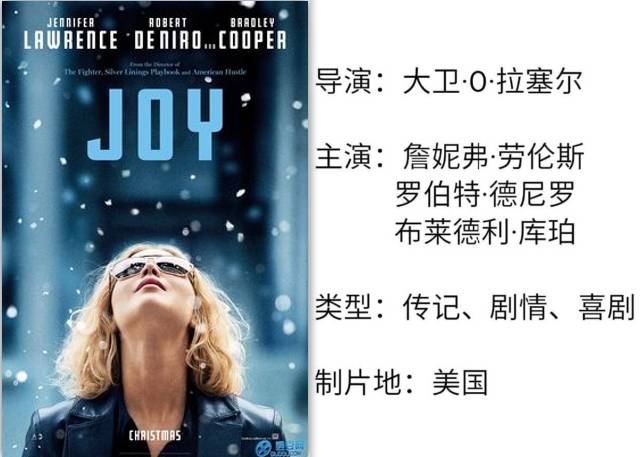 JENNIFER ROBERT BRADLEY
LAWRENCE DE NIRO AND COOPER
From the Director of
The Fighter, Silver Linings Playbook and American Hustle
JOY
CHRISTMAS
导演：大卫·O·拉塞尔
主演：詹妮弗·劳伦斯
罗伯特·德尼罗
布莱德利·库珀
类型：传记、剧情、喜剧
制片地：美国